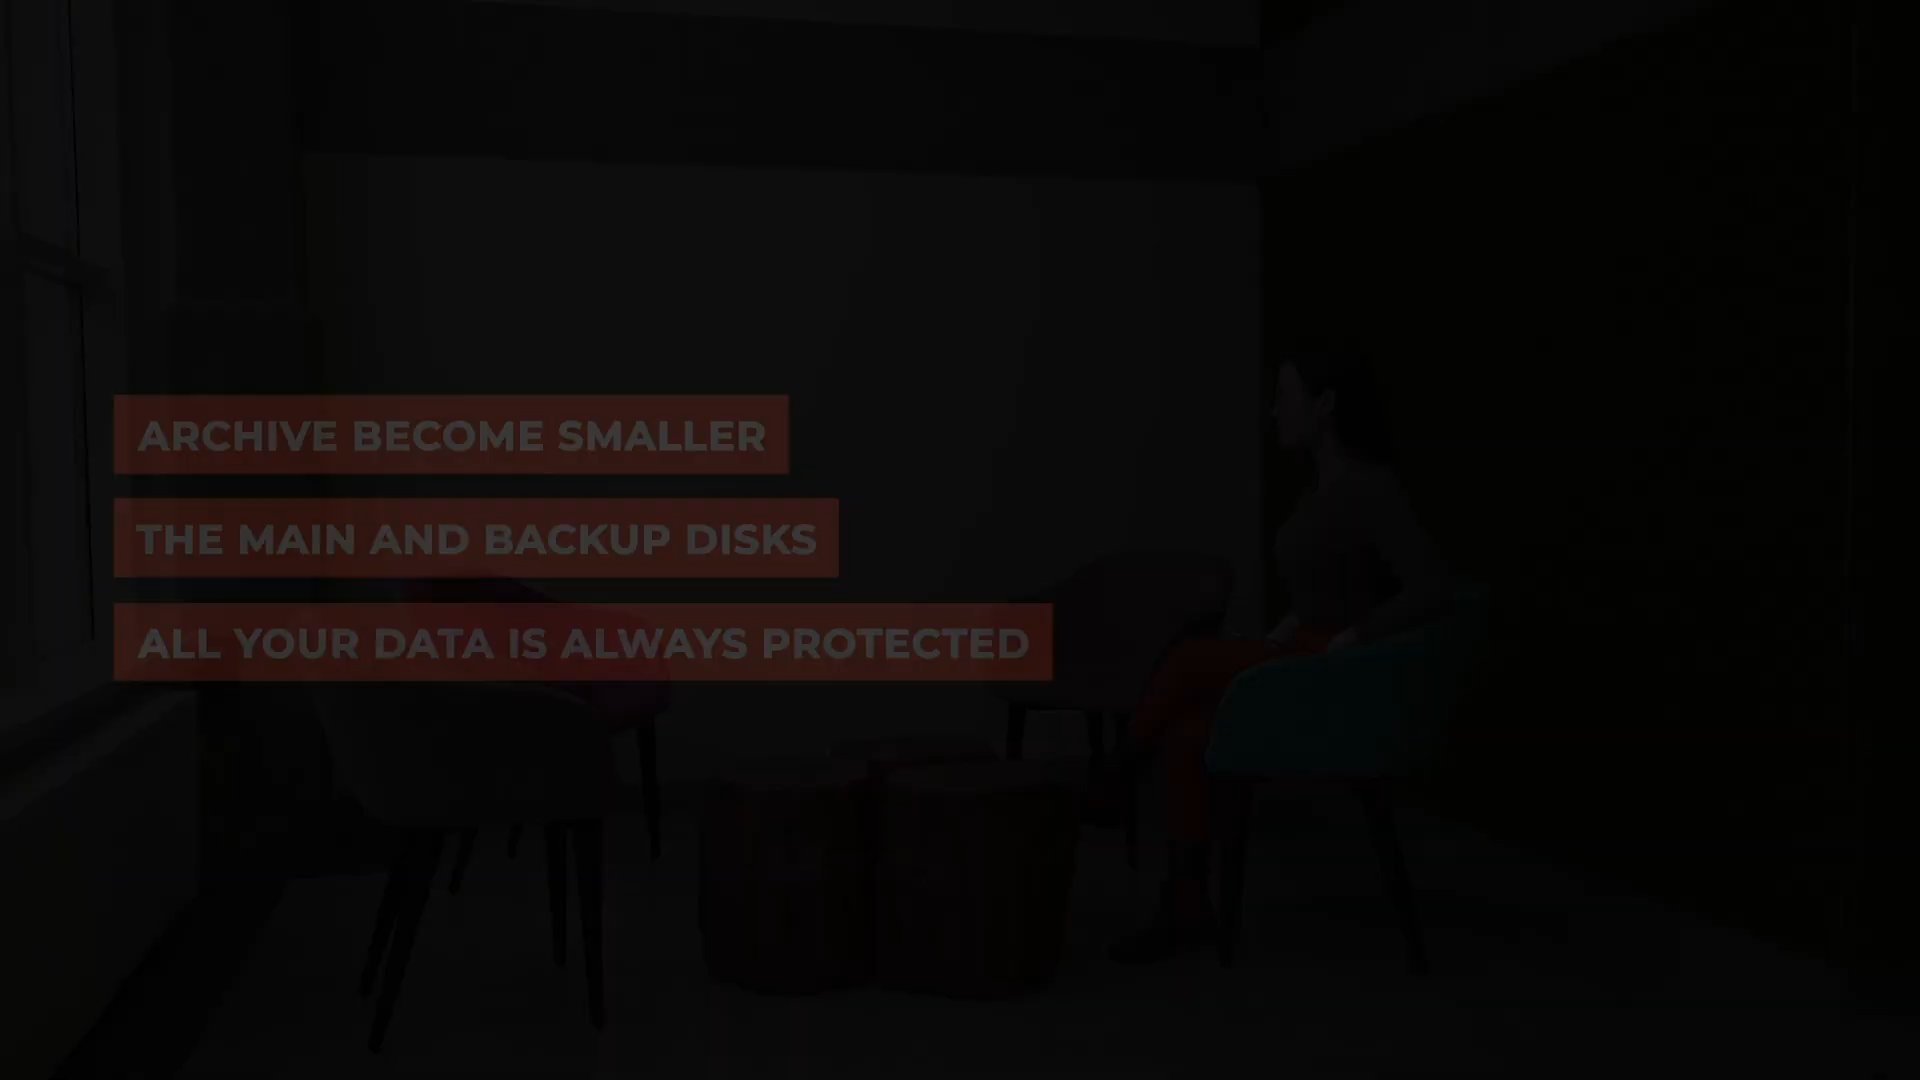 ARCHIVE BECOME SMALLER
THE MAIN AND BACKUP DISKS
ALL YOUR DATA IS ALWAYS PROTECTED